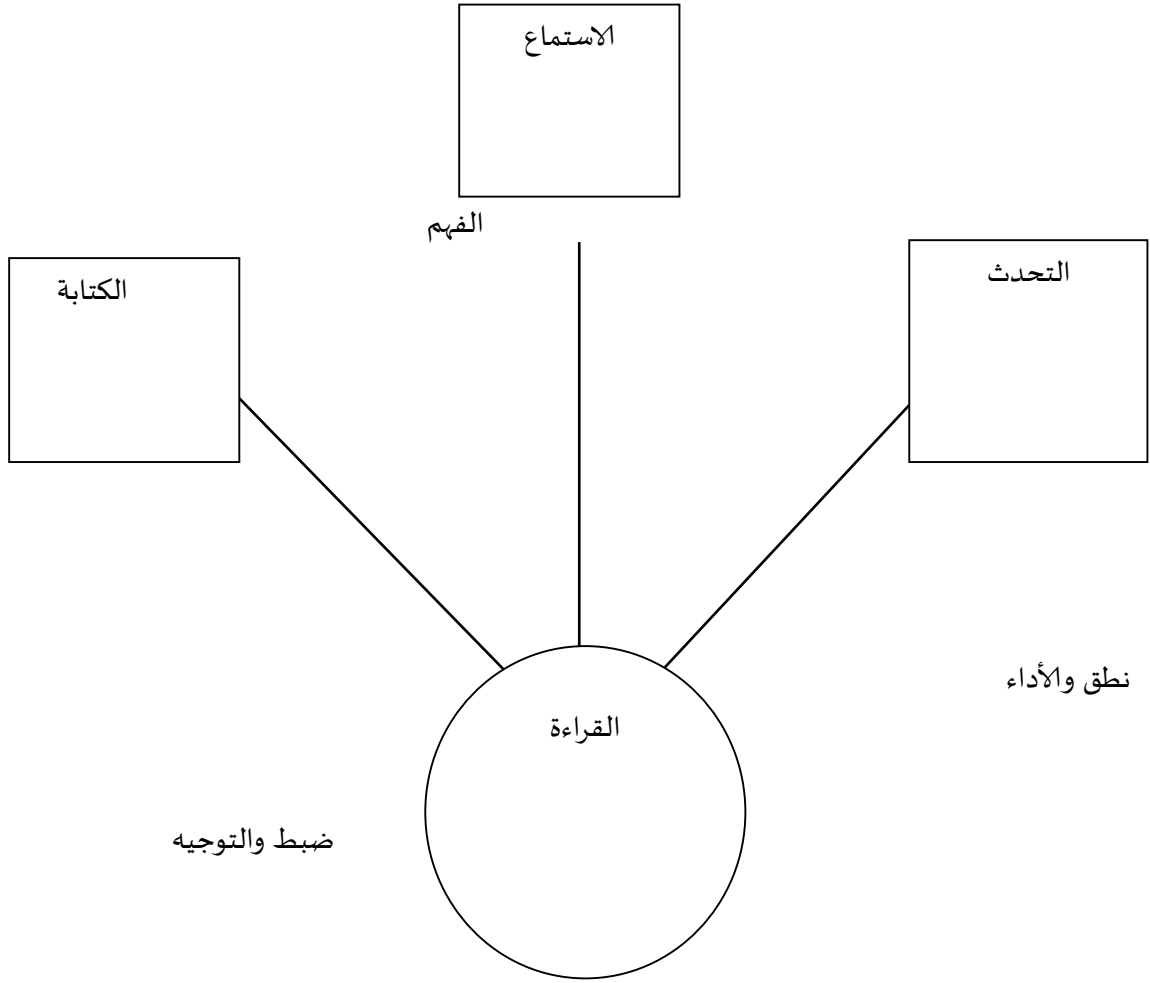 الاستماع
الفهم
التحدث
الكتابة
نطق والأداء
القراءة
ضبط والتوجيه